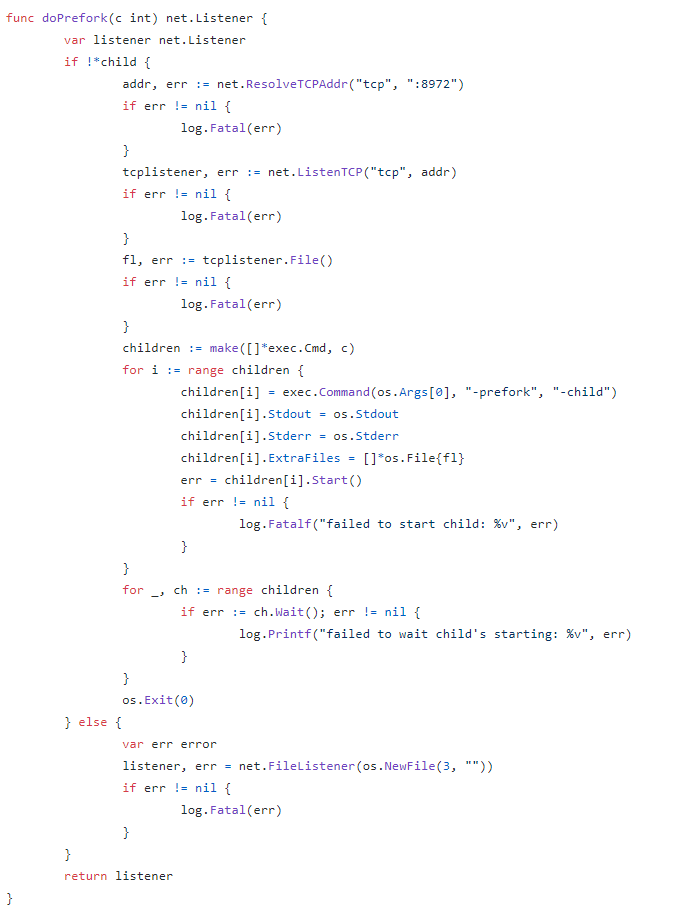 func doPrefork(c int) net.Listener {
        var listener net.Listener
        if !*child {
                addr, err := net.ResolveTCPAddr("tcp", ":8972")
                if err != nil {
                        log.Fatal(err)
                }
                tcplistener, err := net.ListenTCP("tcp", addr)
                if err != nil {
                        log.Fatal(err)
                }
                fl, err := tcplistener.File()
                if err != nil {
                        log.Fatal(err)
                }
                children := make([]*exec.Cmd, c)
                for i := range children {
                        children[i] = exec.Command(os.Args[0], "-prefork", "-child")
                        children[i].Stdout = os.Stdout
                        children[i].Stderr = os.Stderr
                        children[i].ExtraFiles = []*os.File{fl}
                        err = children[i].Start()
                        if err != nil {
                                log.Fatalf("failed to start child: %v", err)
                        }
                }
                for _, ch := range children {
                        if err := ch.Wait(); err != nil {
                                log.Printf("failed to wait child's starting: %v", err)
                        }
                }
                os.Exit(0)
        } else {
                var err error
                listener, err = net.FileListener(os.NewFile(3, ""))
                if err != nil {
                        log.Fatal(err)
                }
        }
        return listener
}